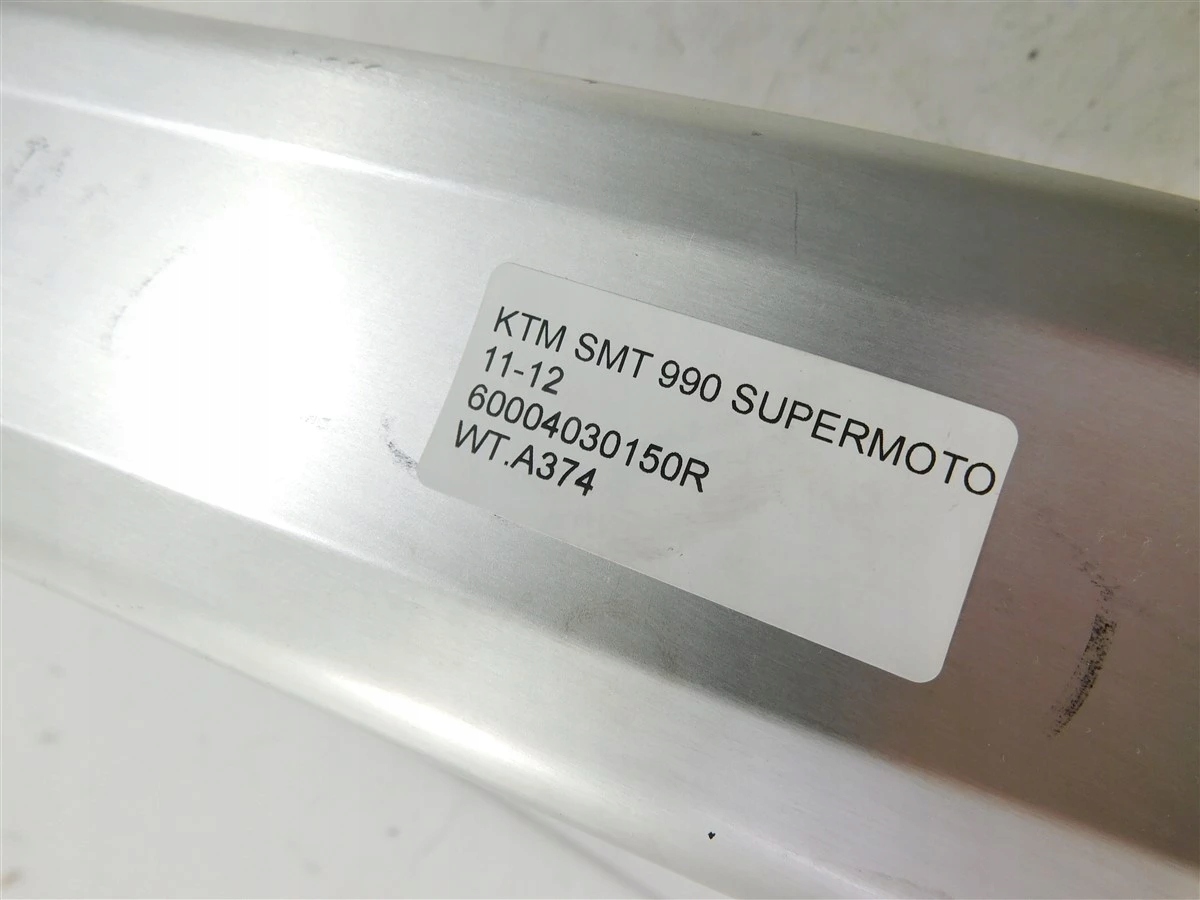 KTM SMT 990 SUPERMOTO
11-12
60004030150R
WT.A374